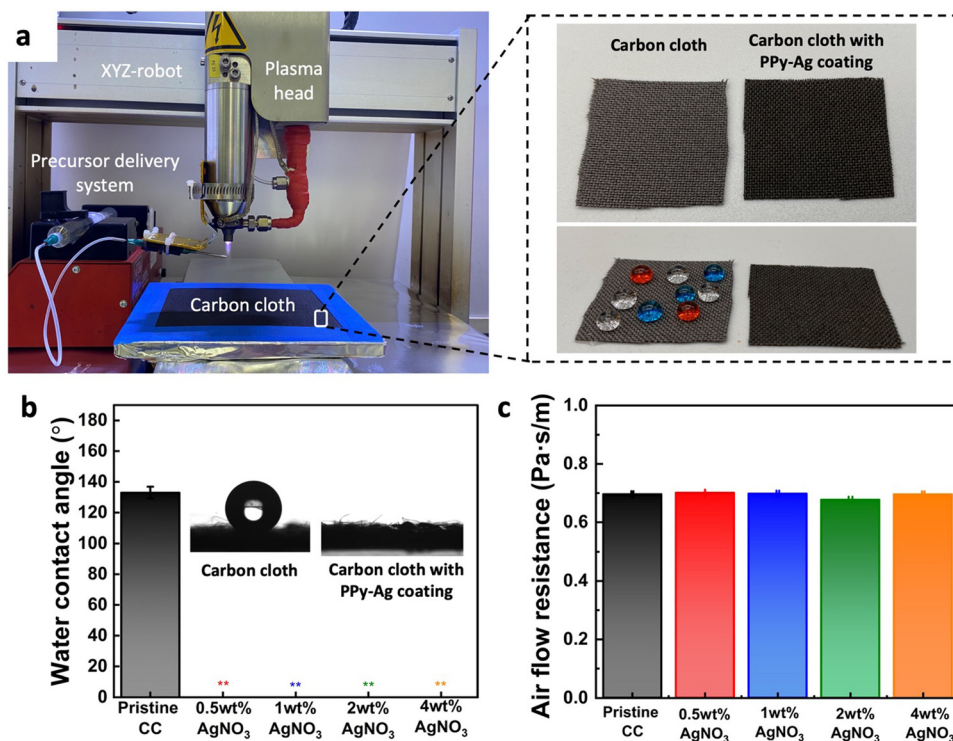 a
XYZ-robot
Plasma
head
Precursor delivery
system
Carbon cloth
Carbon cloth
Carbon cloth with
PPy-Ag coating
b
Water contact angle (°)
180
160
140
120
100
80
60
40
20
0
Carbon cloth
Carbon cloth with
PPy-Ag coating
**
**
**
**
Pristine
CC
0.5wt%
AgNO₃
1wt%
AgNO₃
2wt%
AgNO₃
4wt%
AgNO₃
c
Air flow resistance (Pa·s/m)
1.0
0.8
0.6
0.4
0.2
0.0
Pristine
CC
0.5wt%
AgNO₃
1wt%
AgNO₃
2wt%
AgNO₃
4wt%
AgNO₃